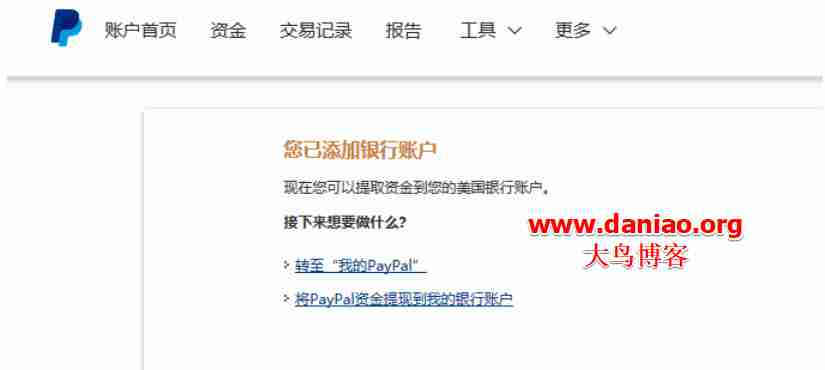 账户首页 资金 交易记录 报告 工具 更多
您已添加银行账户
现在您可以提取资金到您的美国银行账户。
接下来想要做什么?
www.daniao.org
大鸟博客
转至“我的PayPal”
将PayPal资金提现到我的银行账户